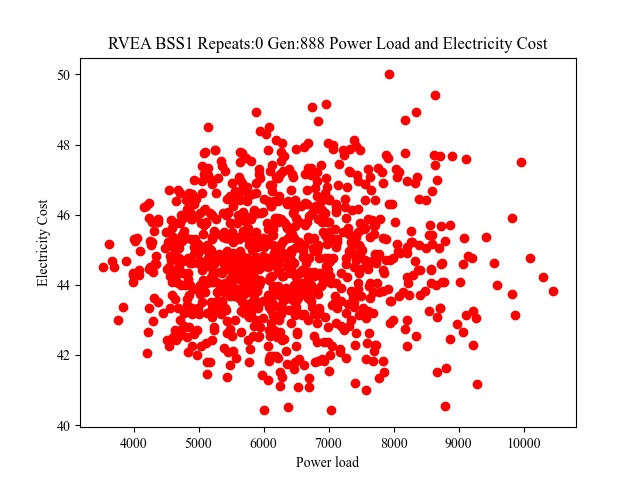 RVEA BSS1 Repeats:0 Gen:888 Power Load and Electricity Cost
50
48
46
44
42
40
Electricity Cost
4000 5000 6000 7000 8000 9000 10000
Power load